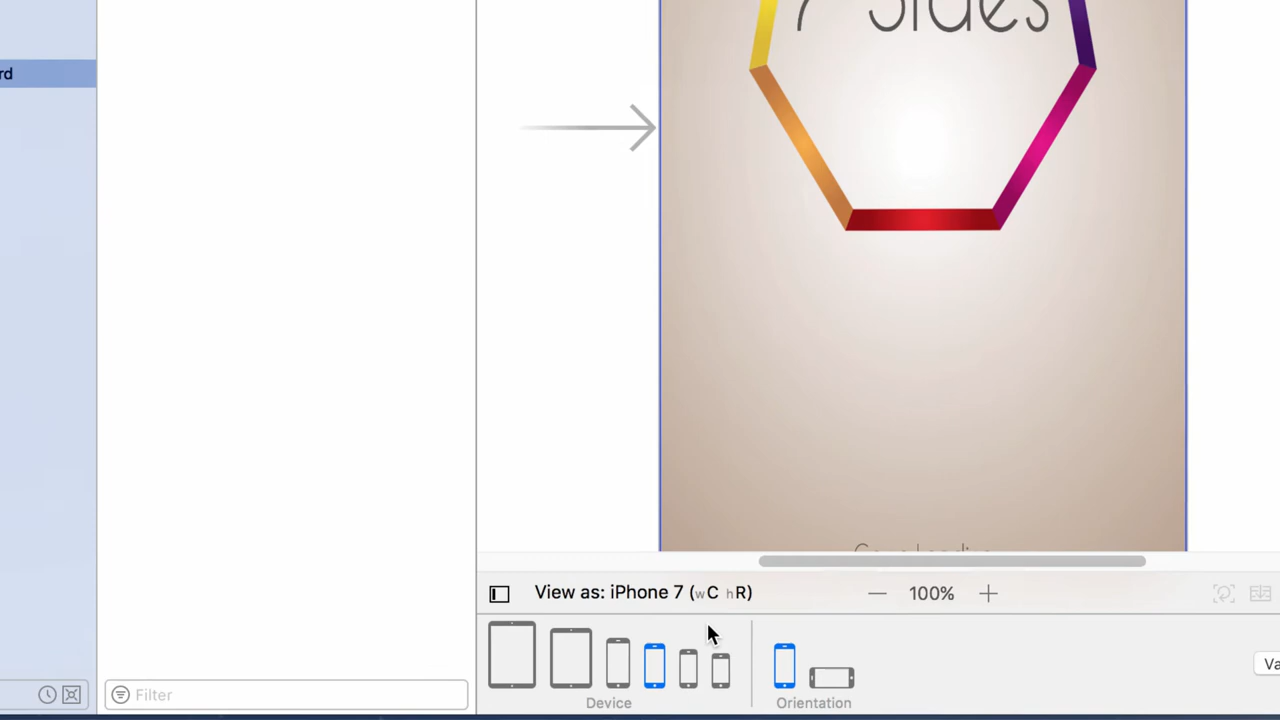 7 Sides
rd
View as: iPhone 7 (wC hR)
100%
Va
Filter
Device
Orientation